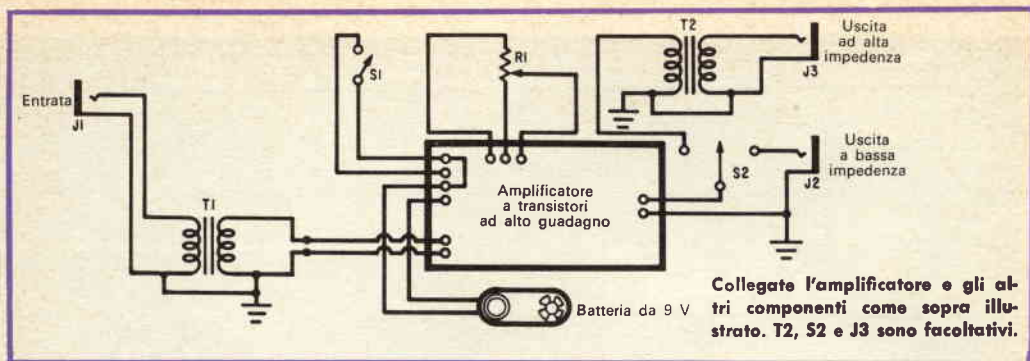 Entrata
J1
T1
S1
R1
T2
Uscita
ad alta
impedenza
J3
Uscita
a bassa
impedenza
J2
S2
Amplificatore
a transistori
ad alto guadagno
Batteria da 9 V
Collegate l'amplificatore e gli al-
tri componenti come sopra illu-
strato. T2, S2 e J3 sono facoltativi.